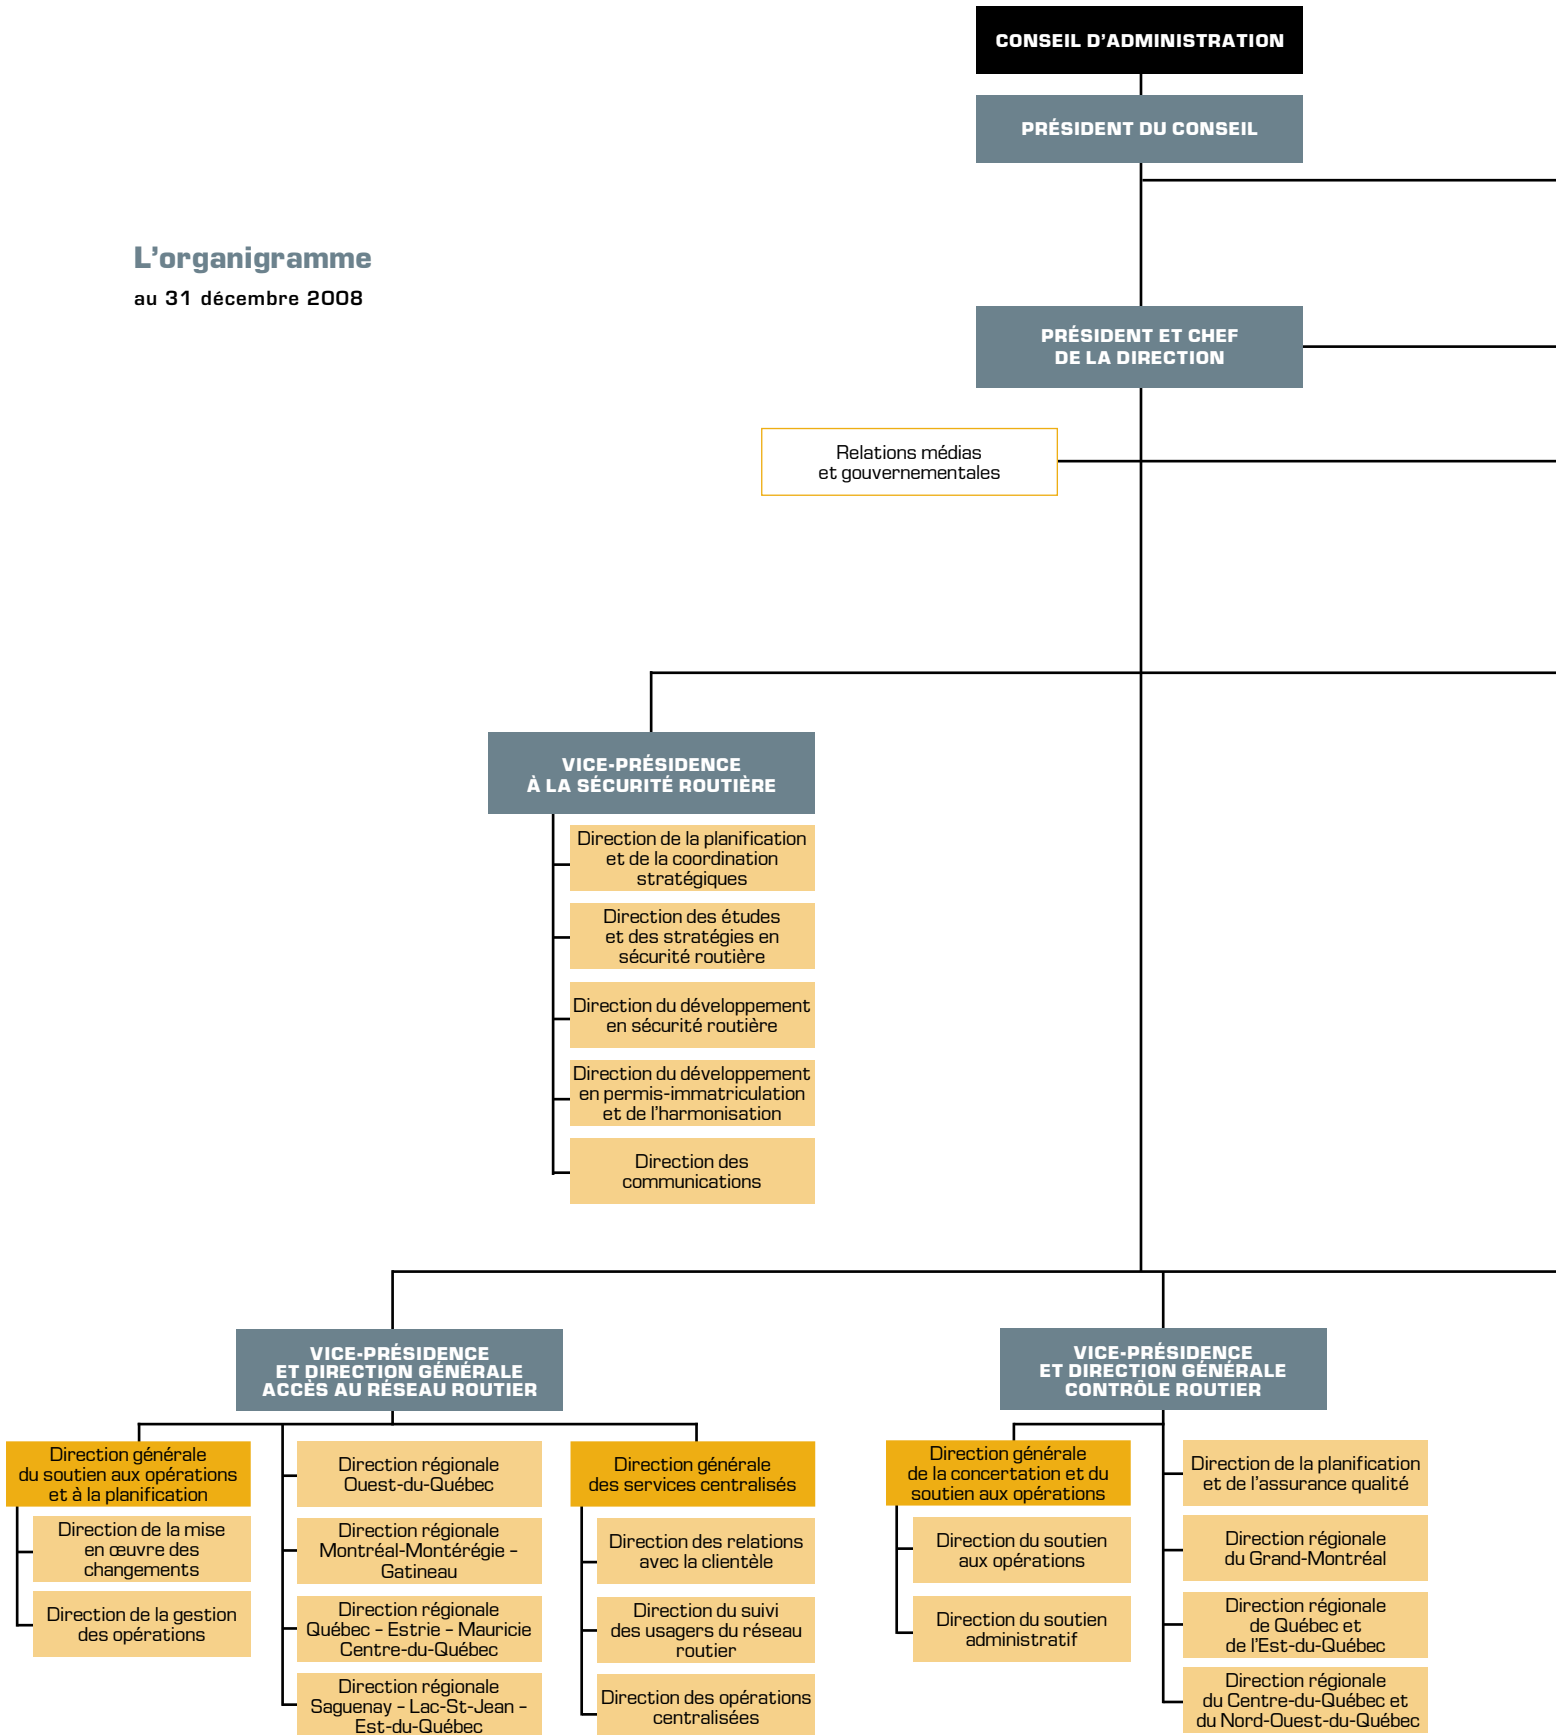 CONSEIL D'ADMINISTRATION
PRÉSIDENT DU CONSEIL
L'organigramme
au 31 décembre 2008
PRÉSIDENT ET CHEF
DE LA DIRECTION
Relations médias
et gouvernementales
VICE-PRÉSIDENCE
À LA SÉCURITÉ ROUTIÈRE
Direction de la planification
et de la coordination
stratégiques
Direction des études
et des stratégies en
sécurité routière
Direction du développement
en sécurité routière
Direction du développement
en permis-immatriculation
et de l'harmonisation
Direction des
communications
VICE-PRÉSIDENCE
ET DIRECTION GÉNÉRALE
ACCÈS AU RÉSEAU ROUTIER
Direction générale
du soutien aux opérations
et à la planification
Direction de la mise
en œuvre des
changements
Direction de la gestion
des opérations
Direction régionale
Ouest-du-Québec
Direction régionale
Montréal-Montérégie –
Gatineau
Direction régionale
Québec – Estrie – Mauricie
Centre-du-Québec
Direction régionale
Saguenay – Lac-St-Jean –
Est-du-Québec
Direction générale
des services centralisés
Direction des relations
avec la clientèle
Direction du suivi
des usagers du réseau
routier
Direction des opérations
centralisées
VICE-PRÉSIDENCE
ET DIRECTION GÉNÉRALE
CONTRÔLE ROUTIER
Direction générale
de la concertation et du
soutien aux opérations
Direction du soutien
aux opérations
Direction du soutien
administratif
Direction de la planification
et de l'assurance qualité
Direction régionale
du Grand-Montréal
Direction régionale
de Québec et
de l'Est-du-Québec
Direction régionale
du Centre-du-Québec et
du Nord-Ouest-du-Québec